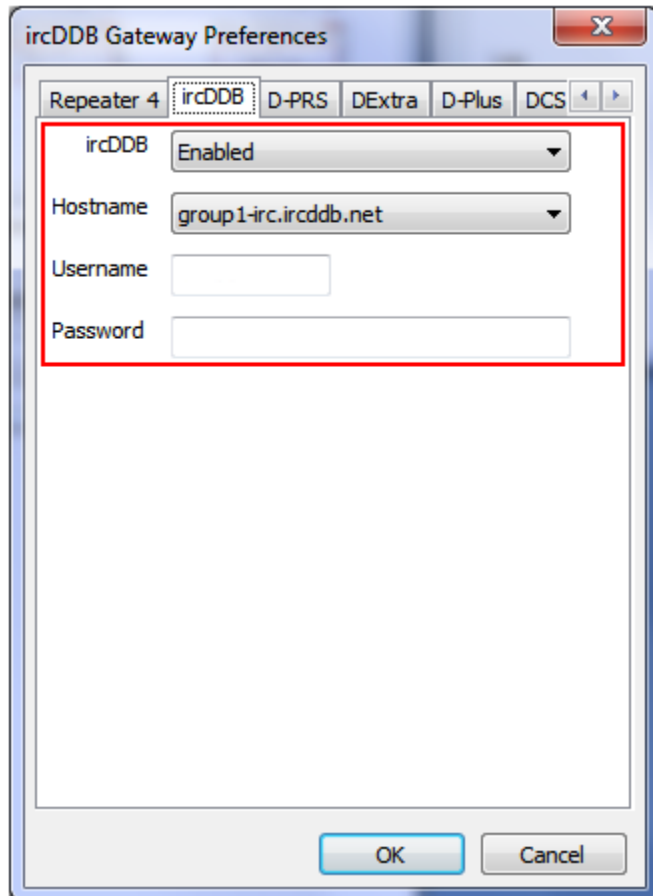 ircDDB Gateway Preferences
Repeater 4 ircDDB D-PRS DExtra D-Plus DCS
ircDDB Enabled
Hostname group1-irc.ircddb.net
Username
Password
OK Cancel